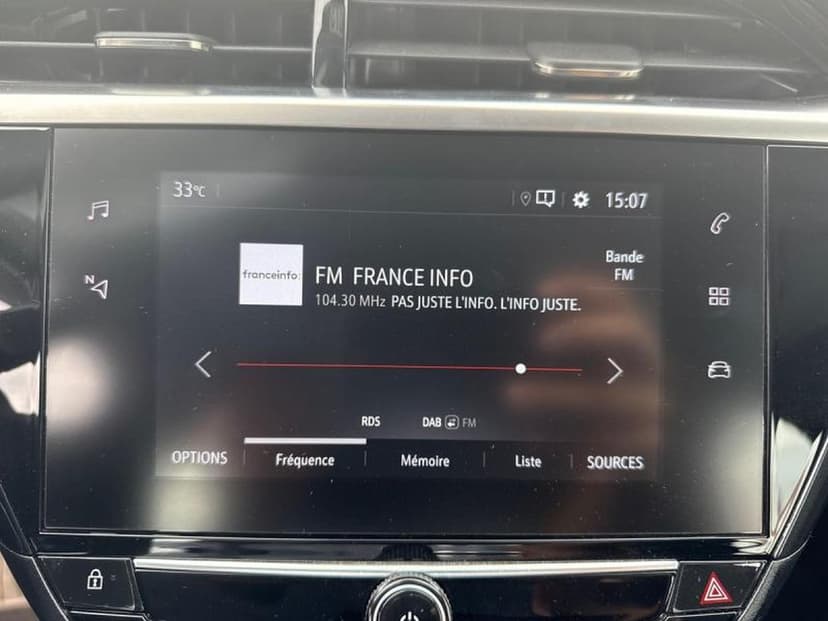 33°C
15:07
N
franceinfo:
FM FRANCE INFO
Bande
FM
104.30 MHz PAS JUSTE L'INFO. L'INFO JUSTE.
RDS
DAB FM
OPTIONS
Fréquence
Mémoire
Liste
SOURCES